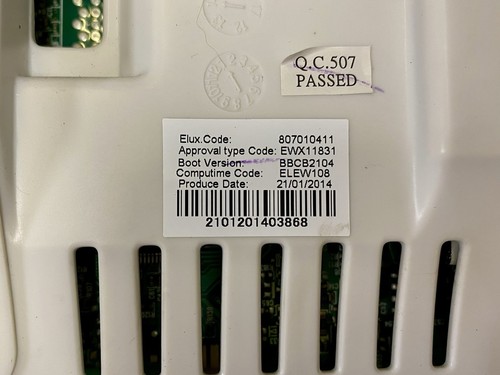 Q.C.507
PASSED
Elux.Code: 807010411
Approval type Code: EWX11831
Boot Version: BBCB2104
Computime Code: ELEW108
Produce Date: 21/01/2014
2101201403868